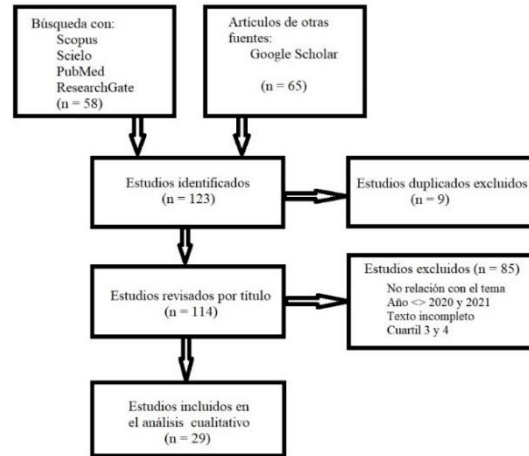 Búsqueda con:
Scopus
Scielo
PubMed
ResearchGate
(n = 58)
Artículos de otras
fuentes:
Google Scholar
(n = 65)
Estudios identificados
(n = 123)
Estudios duplicados excluidos
(n = 9)
Estudios revisados por titulo
(n = 114)
Estudios excluidos (n = 85)
No relación con el tema
Año <> 2020 y 2021
Texto incompleto
Cuartil 3 y 4
Estudios incluidos en
el análisis cualitativo
(n = 29)